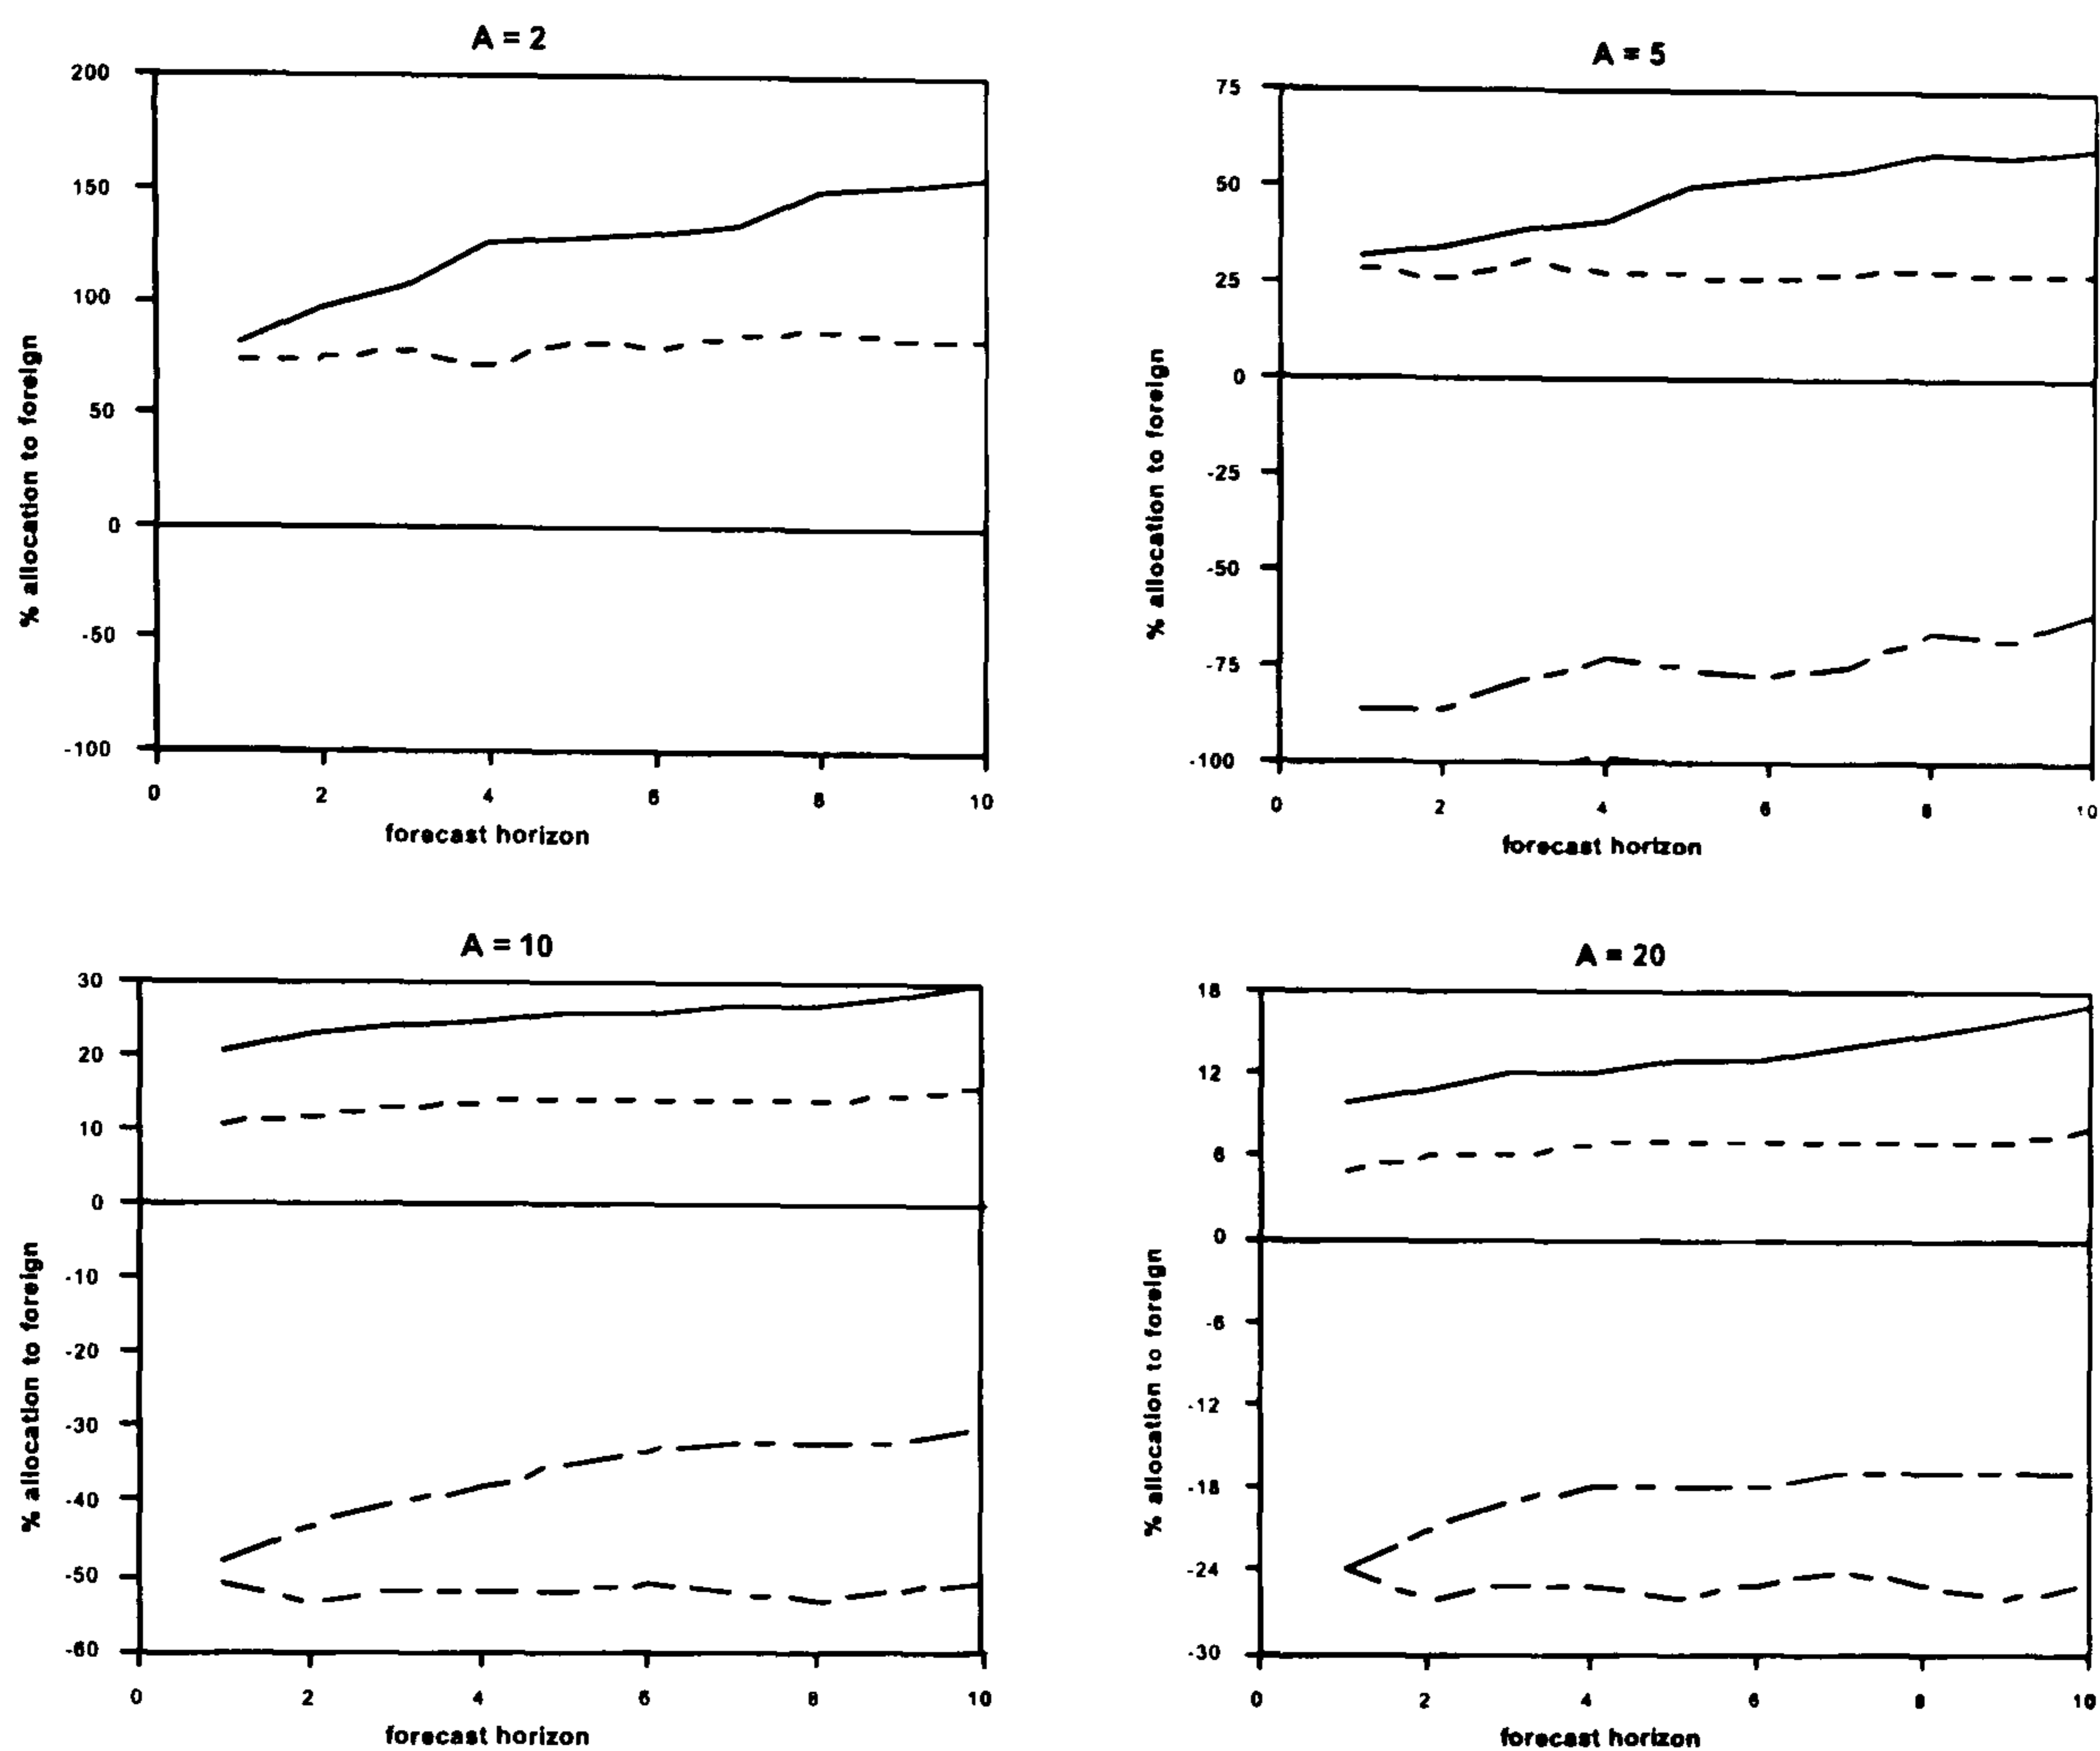 A = 2
200
150
100
50
0
-50
-100
% allocation to foreign
0 2 4 6 8 10
forecast horizon
A = 5
75
50
25
0
-25
-50
-75
-100
% allocation to foreign
0 2 4 6 8 10
forecast horizon
A = 10
30
20
10
0
-10
-20
-30
-40
-50
-60
% allocation to foreign
0 2 4 6 8 10
forecast horizon
A = 20
18
12
6
0
-6
-12
-18
-24
-30
% allocation to foreign
0 2 4 6 8 10
forecast horizon